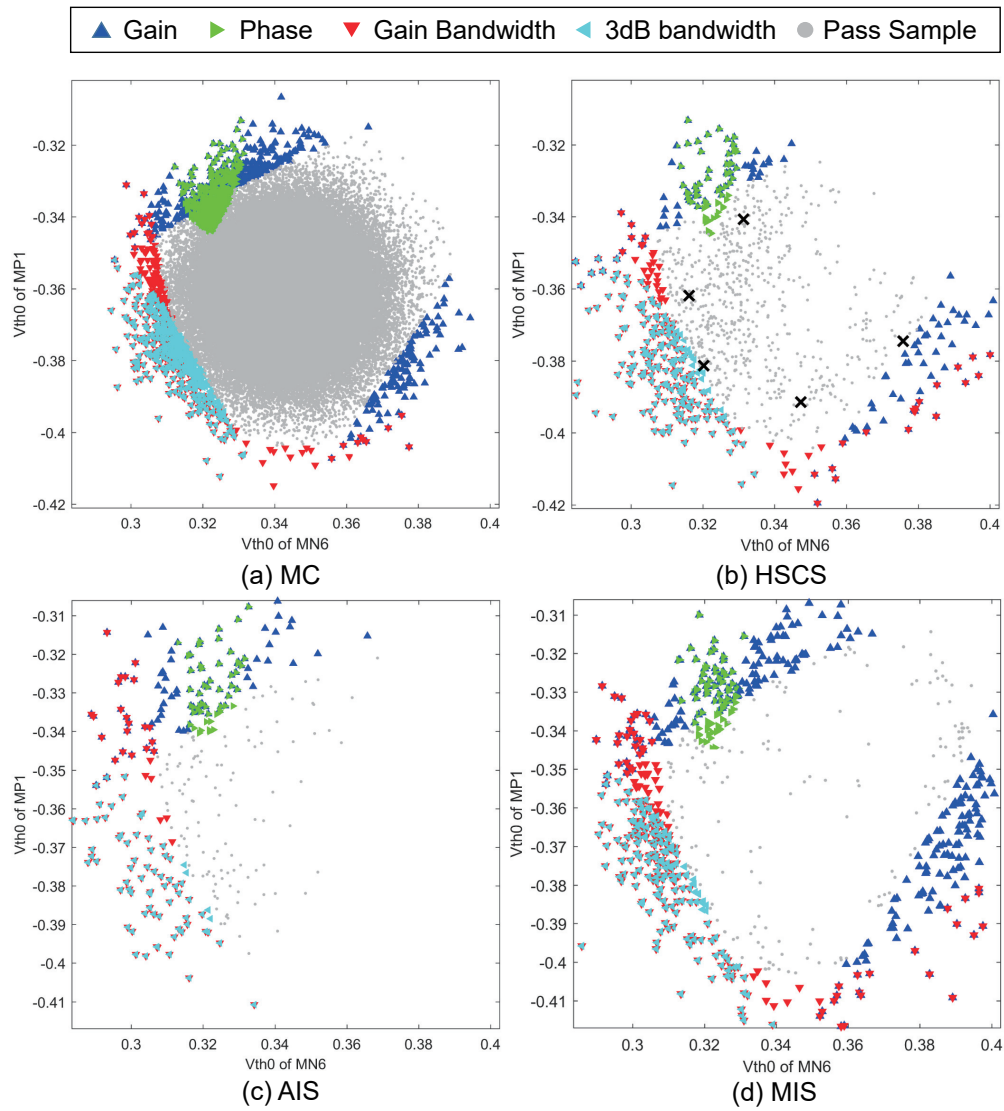 Gain Phase Gain Bandwidth 3dB bandwidth Pass Sample
-0.32
-0.34
-0.36
-0.38
-0.4
-0.42
Vth0 of MP1
0.3 0.32 0.34 0.36 0.38 0.4
Vth0 of MN6
(a) MC
-0.32
-0.34
-0.36
-0.38
-0.4
-0.42
Vth0 of MP1
0.3 0.32 0.34 0.36 0.38 0.4
Vth0 of MN6
(b) HSCS
-0.31
-0.32
-0.33
-0.34
-0.35
-0.36
-0.37
-0.38
-0.39
-0.4
-0.41
Vth0 of MP1
0.3 0.32 0.34 0.36 0.38 0.4
Vth0 of MN6
(c) AIS
-0.31
-0.32
-0.33
-0.34
-0.35
-0.36
-0.37
-0.38
-0.39
-0.4
-0.41
Vth0 of MP1
0.3 0.32 0.34 0.36 0.38 0.4
Vth0 of MN6
(d) MIS